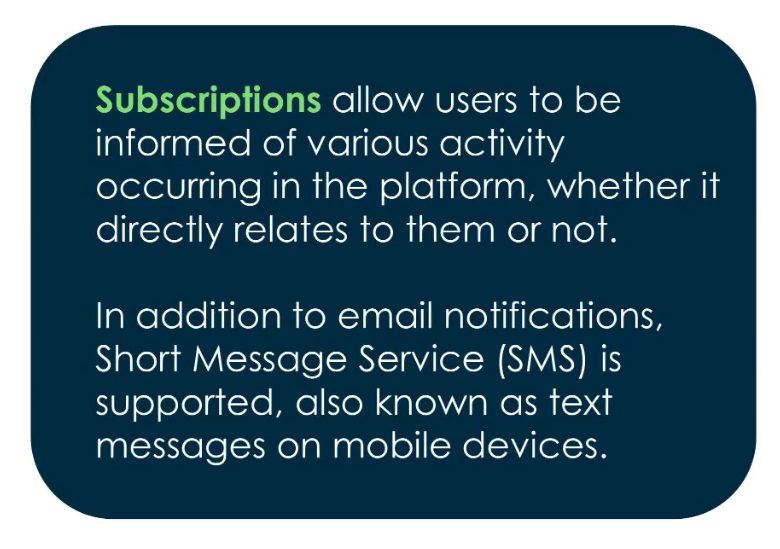 Subscriptions allow users to be
informed of various activity
occurring in the platform, whether it
directly relates to them or not.
In addition to email notifications,
Short Message Service (SMS) is
supported, also known as text
messages on mobile devices.